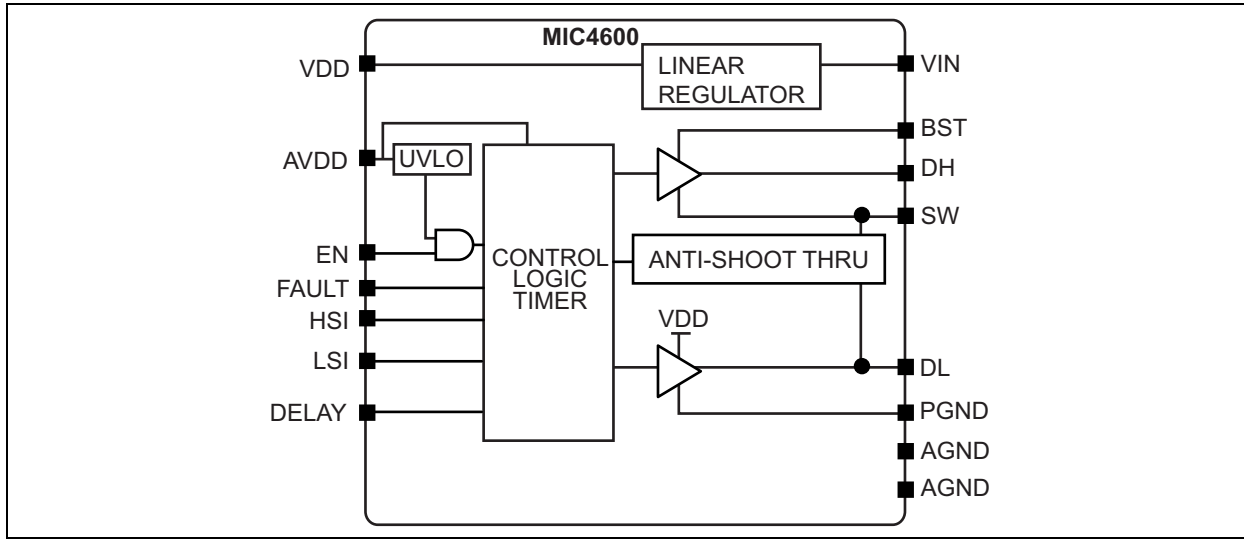 MIC4600
VDD
LINEAR
REGULATOR
VIN
BST
AVDD
UVLO
DH
SW
EN
CONTROL
LOGIC
TIMER
ANTI-SHOOT THRU
FAULT
HSI
VDD
LSI
DL
DELAY
PGND
AGND
AGND